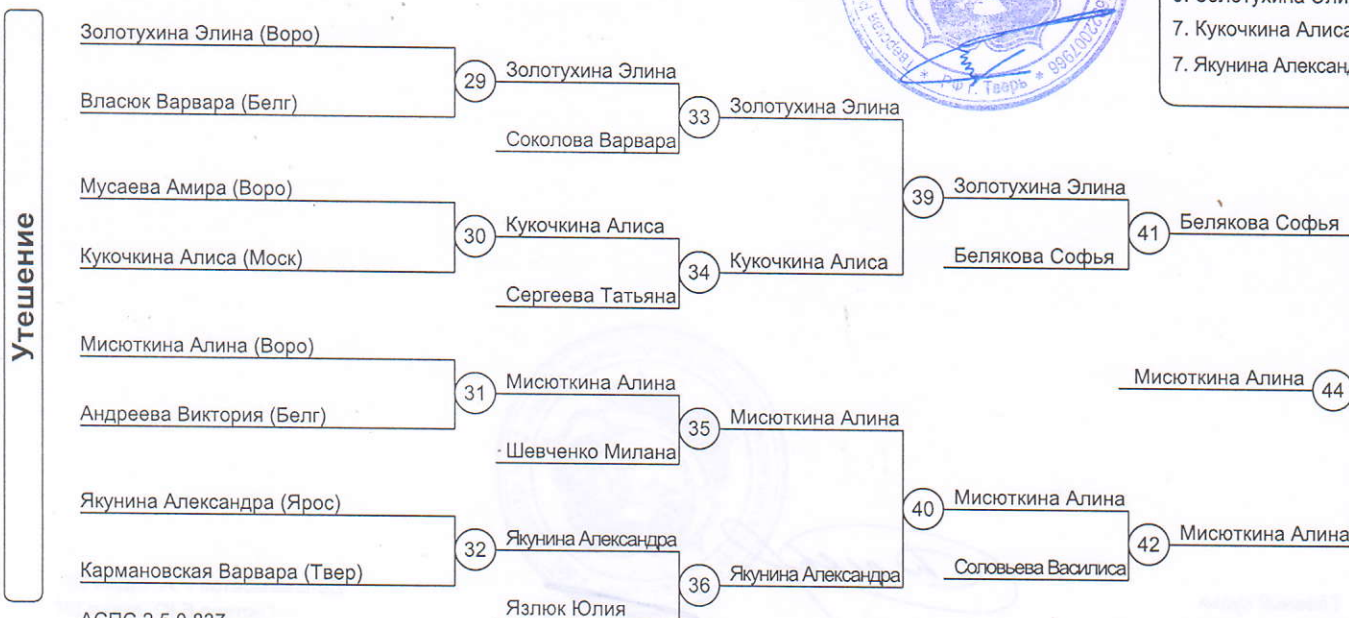 Утешение
Золотухина Элина (Воро)
Власюк Варвара (Белг)
Мусаева Амира (Воро)
Кукочкина Алиса (Моск)
Мисюткина Алина (Воро)
Андреева Виктория (Белг)
Якунина Александра (Ярос)
Кармановская Варвара (Твер)
29
Золотухина Элина
Соколова Варвара
30
Кукочкина Алиса
Сергеева Татьяна
31
Мисюткина Алина
Шевченко Милана
32
Якунина Александра
Язлюк Юлия
33
Золотухина Элина
34
Кукочкина Алиса
35
Мисюткина Алина
36
Якунина Александра
39
Золотухина Элина
Белякова Софья
40
Мисюткина Алина
Соловьева Василиса
41
Белякова Софья
42
Мисюткина Алина
Мисюткина Алина
44
7. Кукочкина Алиса
7. Якунина Алексан
г. Тверь